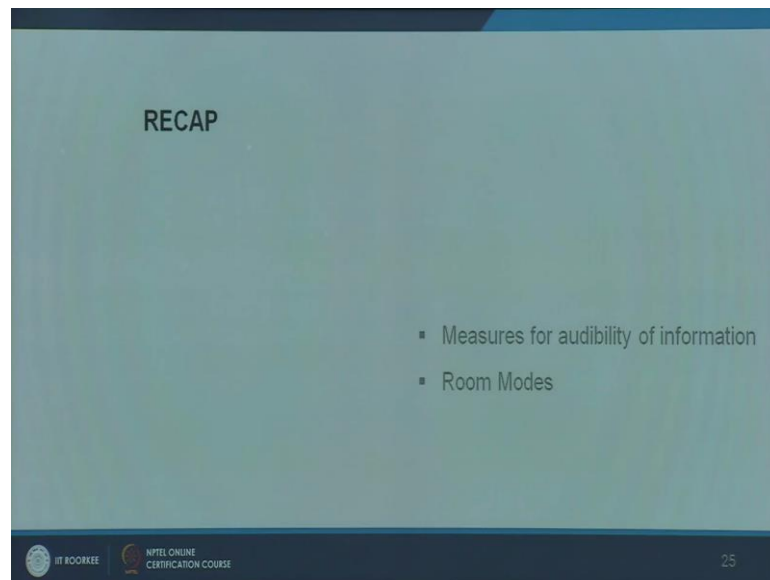 RECAP
▪ Measures for audibility of information
▪ Room Modes
IIT ROORKEE
NPTEL ONLINE
CERTIFICATION COURSE
25